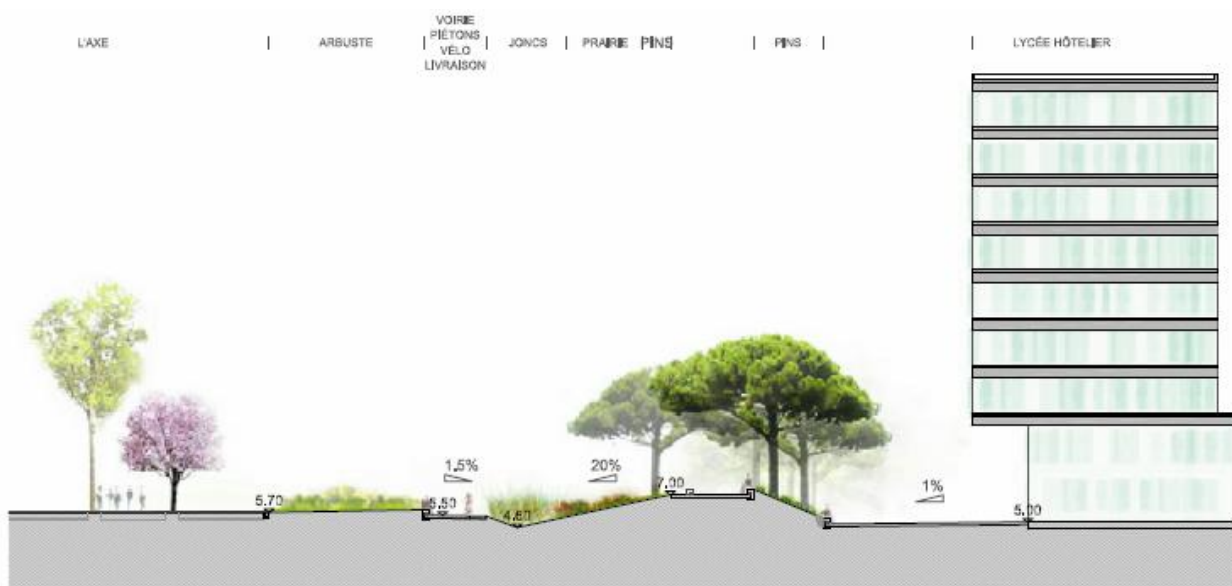 L'AXE
ARBUSTE
VOIRIE
PIÉTONS
VÉLO
LIVRAISON
JONCS
PRAIRIE
PINS
PINS
LYCÉE HÔTELIER
1.5%
20%
1%
5.70
5.50
4.60
7.00
5.00